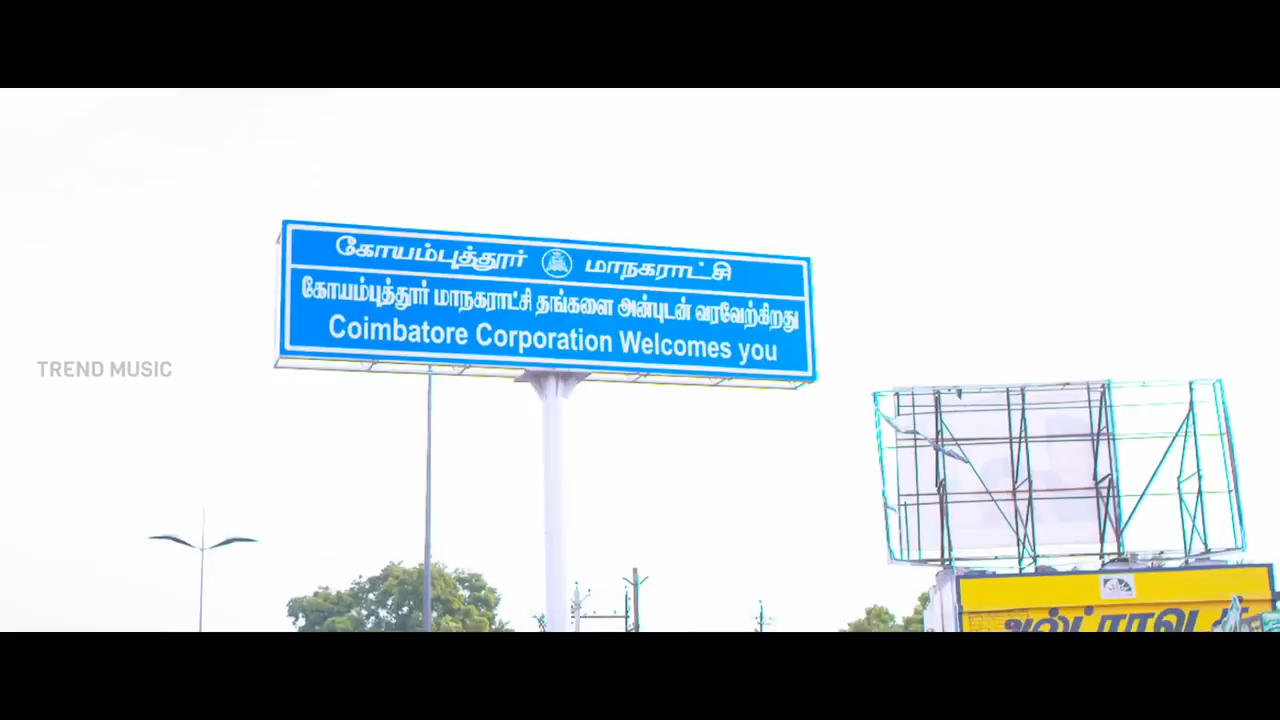 கோயம்புத்தூர் மாநகராட்சி
கோயம்புத்தூர் மாநகராட்சி தங்களை அன்புடன் வரவேற்கிறது
Coimbatore Corporation Welcomes you
TREND MUSIC